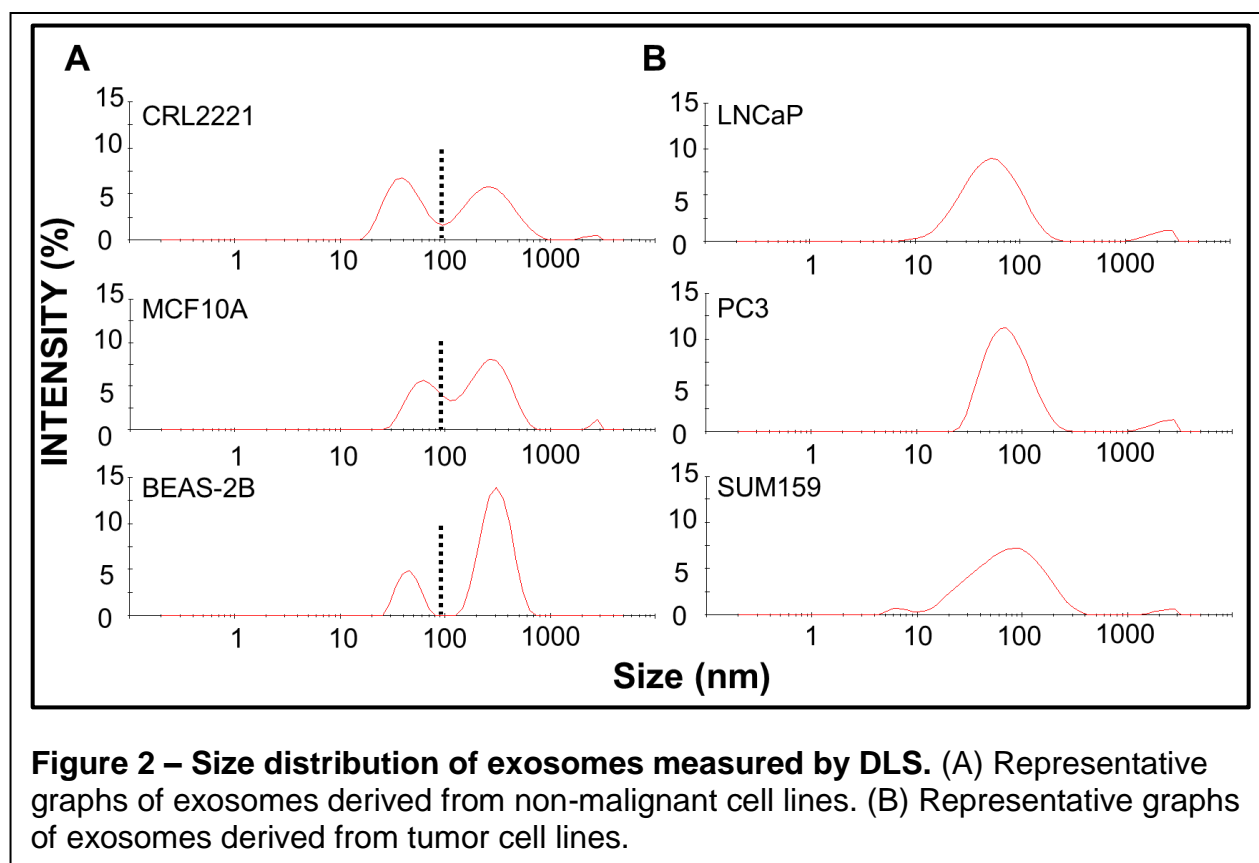 A
B
INTENSITY (%)
CRL2221
15
10
5
0
1 10 100 1000
LNCaP
15
10
5
0
1 10 100 1000
MCF10A
15
10
5
0
1 10 100 1000
PC3
15
10
5
0
1 10 100 1000
BEAS-2B
15
10
5
0
1 10 100 1000
SUM159
15
10
5
0
1 10 100 1000
Size (nm)
Figure 2 – Size distribution of exosomes measured by DLS. (A) Representative
graphs of exosomes derived from non-malignant cell lines. (B) Representative graphs
of exosomes derived from tumor cell lines.